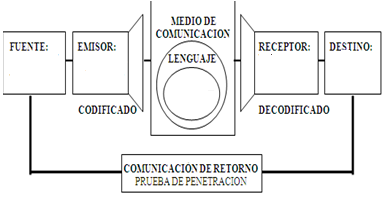 MEDIO DE
COMUNICACION
FUENTE:
EMISOR:
LENGUAJE
RECEPTOR:
DESTINO:
CODIFICADO
DECODIFICADO
COMUNICACIÓN DE RETORNO
PRUEBA DE PENETRACION